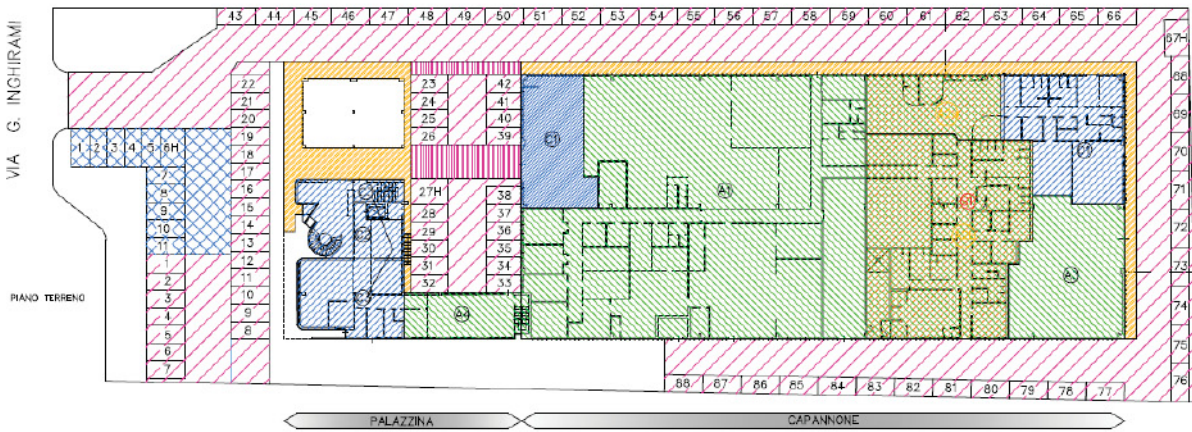 43 44 45 46 47 48 49 50 51 52 53 54 55 56 57 58 59 60 61 62 63 64 65 66
67H
VIA G. INGHIRAMI
22 23 42 68
21 24 41
20 25 40 69
1 2 3 4 5 6H 19 26 39 C1
18 70
7 17
8 16 27H 38 A1 71
9 15 28 37
10 14 29 36 72
11 13 30 35
1 12 31 34 73
2 11 32 33 A3
PIANO TERRENO
3 10 A4 74
4 9
5 8 75
6
7 76
88 87 86 85 84 83 82 81 80 79 78 77
PALAZZINA CAPANNONE